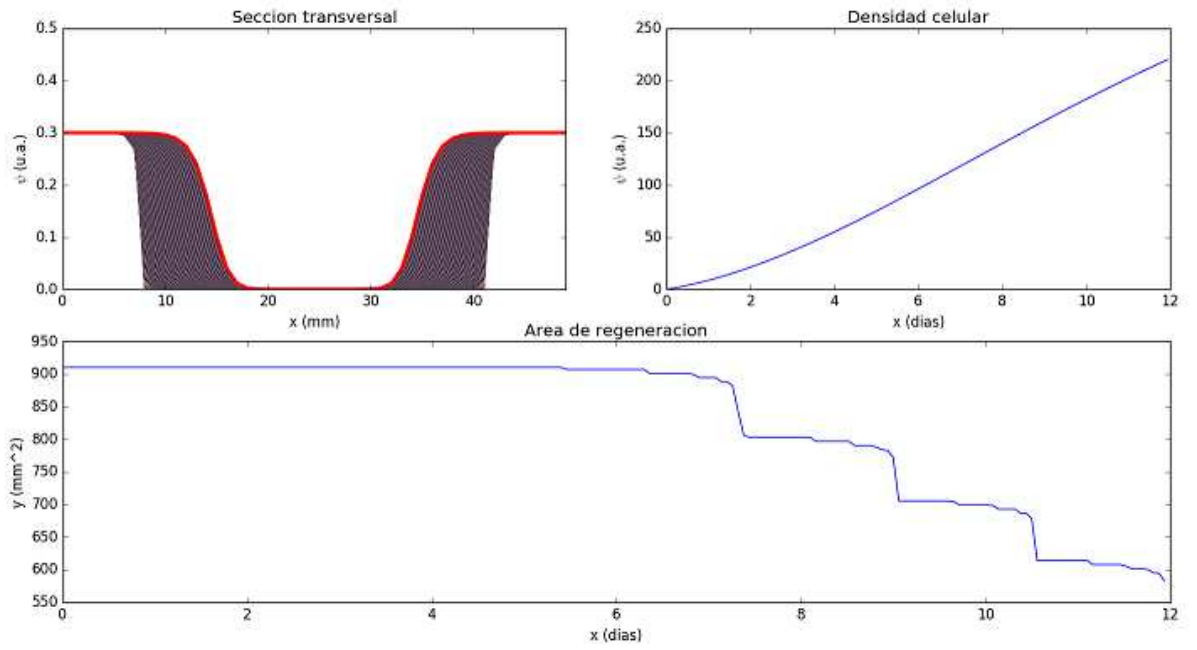 Seccion transversal
0.5
0.4
0.3
0.2
0.1
0.0
ψ (u.a.)
0 10 20 30 40
x (mm)
Densidad celular
250
200
150
100
50
0
ψ (u.a.)
0 2 4 6 8 10 12
x (dias)
Area de regeneracion
950
900
850
800
750
700
650
600
550
y (mm^2)
0 2 4 6 8 10 12
x (dias)